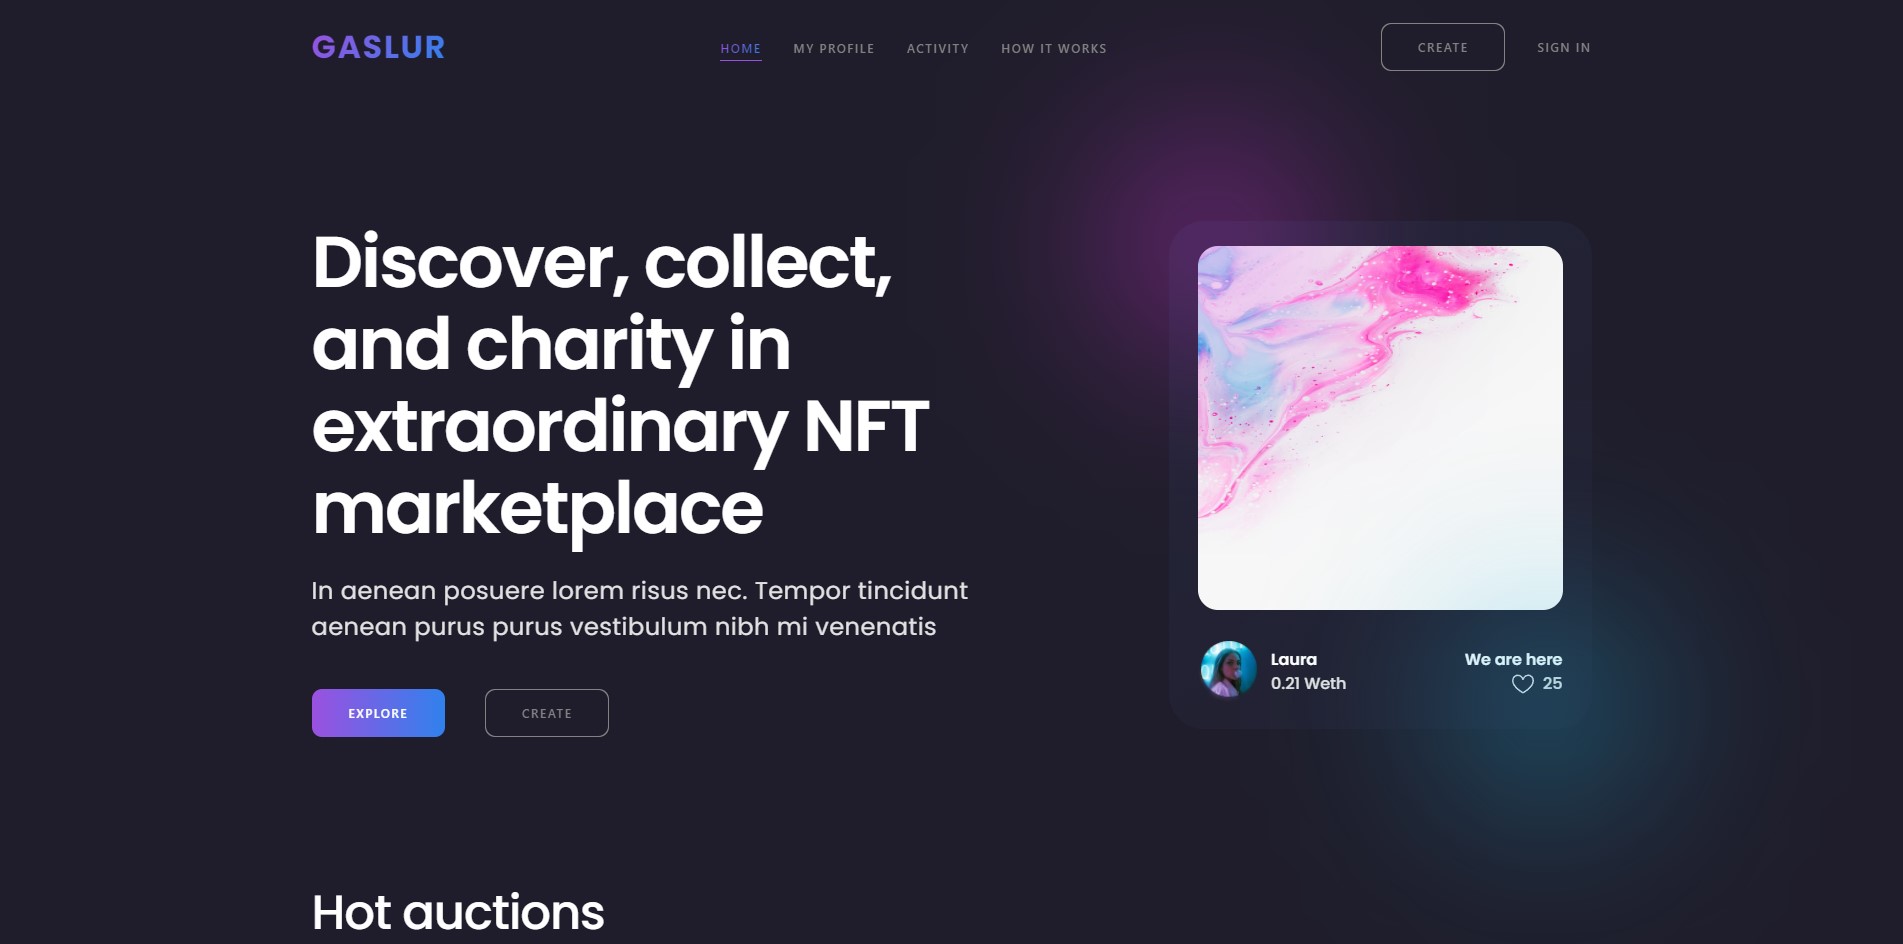 GASLUR
HOME
MY PROFILE
ACTIVITY
HOW IT WORKS
CREATE
SIGN IN
Discover, collect,
and charity in
extraordinary NFT
marketplace
In aenean posuere lorem risus nec. Tempor tincidunt
aenean purus purus vestibulum nibh mi venenatis
EXPLORE
CREATE
Laura
0.21 Weth
We are here
25
Hot auctions